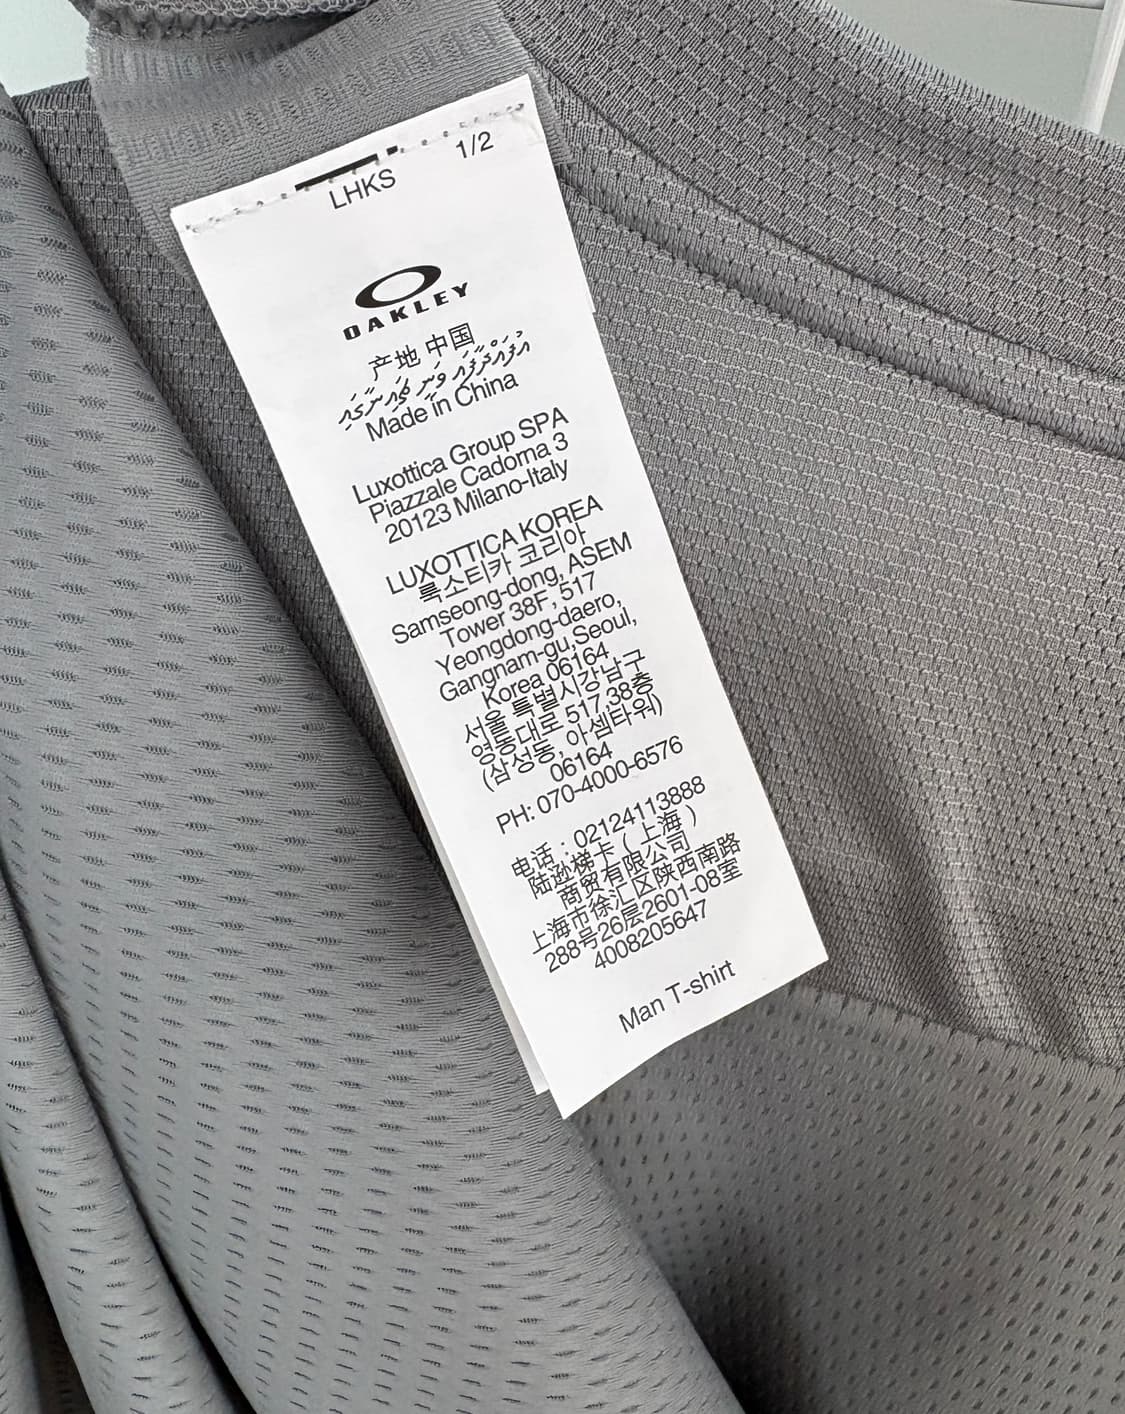 1/2
LHKS
OAKLEY
产地 中国
Made in China
Luxottica Group SPA
Piazzale Cadorna 3
20123 Milano-Italy
LUXOTTICA KOREA
룩소티카 코리아
Samseong-dong, ASEM
Tower 38F, 517
Yeongdong-daero,
Gangnam-gu,Seoul,
Korea 06164
서울 특별 시강남구
영동대로 517,38층
(삼성동, 아셈타워)
06164
PH: 070-4000-6576
电话 : 02124113888
陆逊梯卡 ( 上海 )
商贸有限公司
上海市徐汇区陕西南路
288号26层2601-08室
4008205647
Man T-shirt